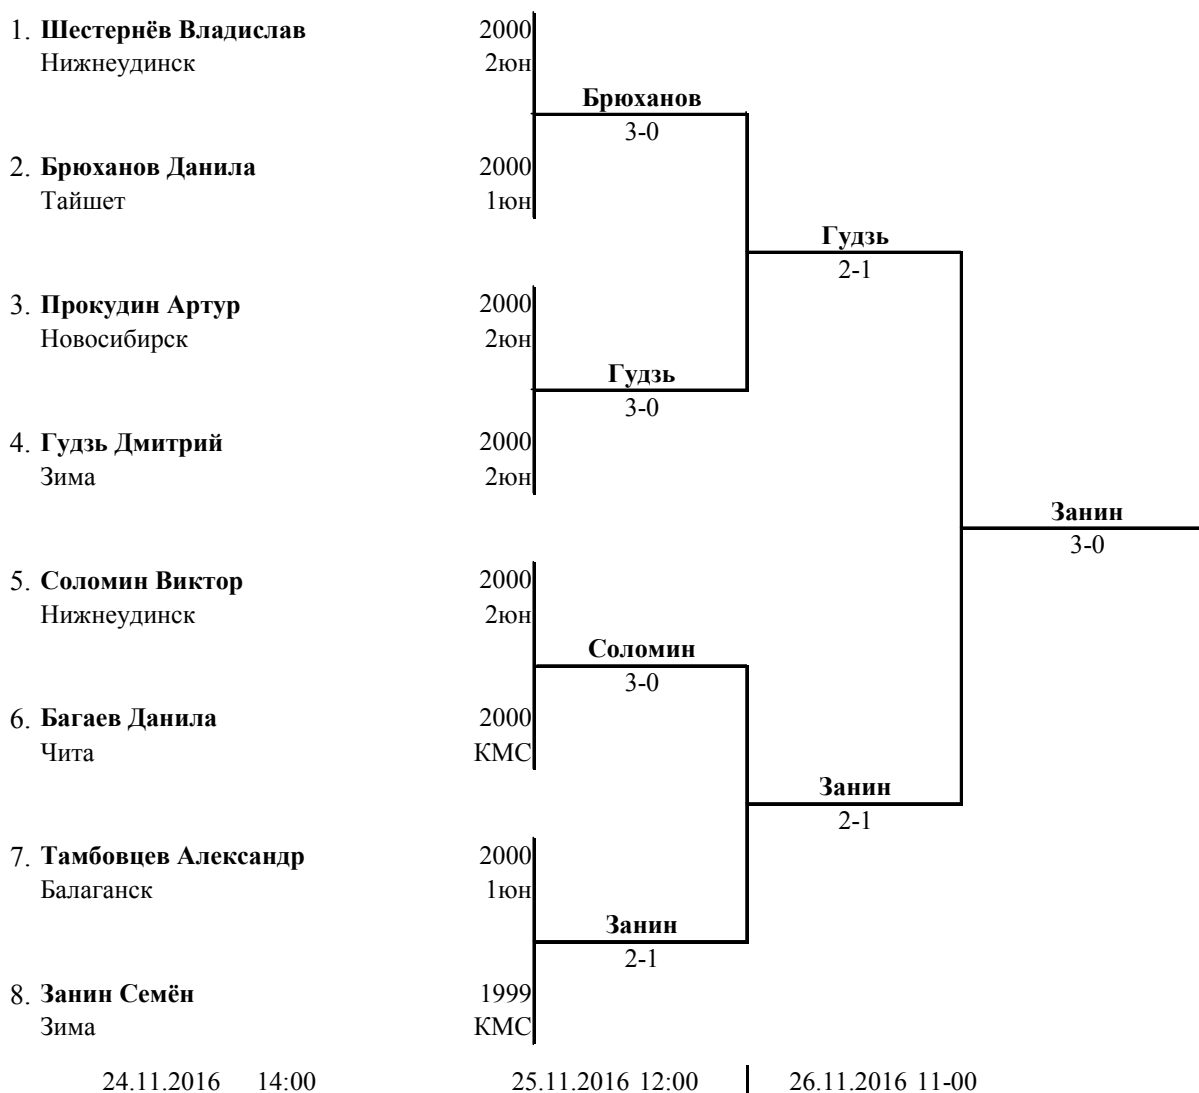 1. Шестернёв Владислав 2000
Нижнеудинск 2юн
Брюханов
3-0
2. Брюханов Данила 2000
Тайшет 1юн
Гудзь
2-1
3. Прокудин Артур 2000
Новосибирск 2юн
Гудзь
3-0
4. Гудзь Дмитрий 2000
Зима 2юн
Занин
3-0
5. Соломин Виктор 2000
Нижнеудинск 2юн
Соломин
3-0
6. Багаев Данила 2000
Чита КМС
Занин
2-1
7. Тамбовцев Александр 2000
Балаганск 1юн
Занин
2-1
8. Занин Семён 1999
Зима КМС
24.11.2016 14:00 25.11.2016 12:00 26.11.2016 11-00